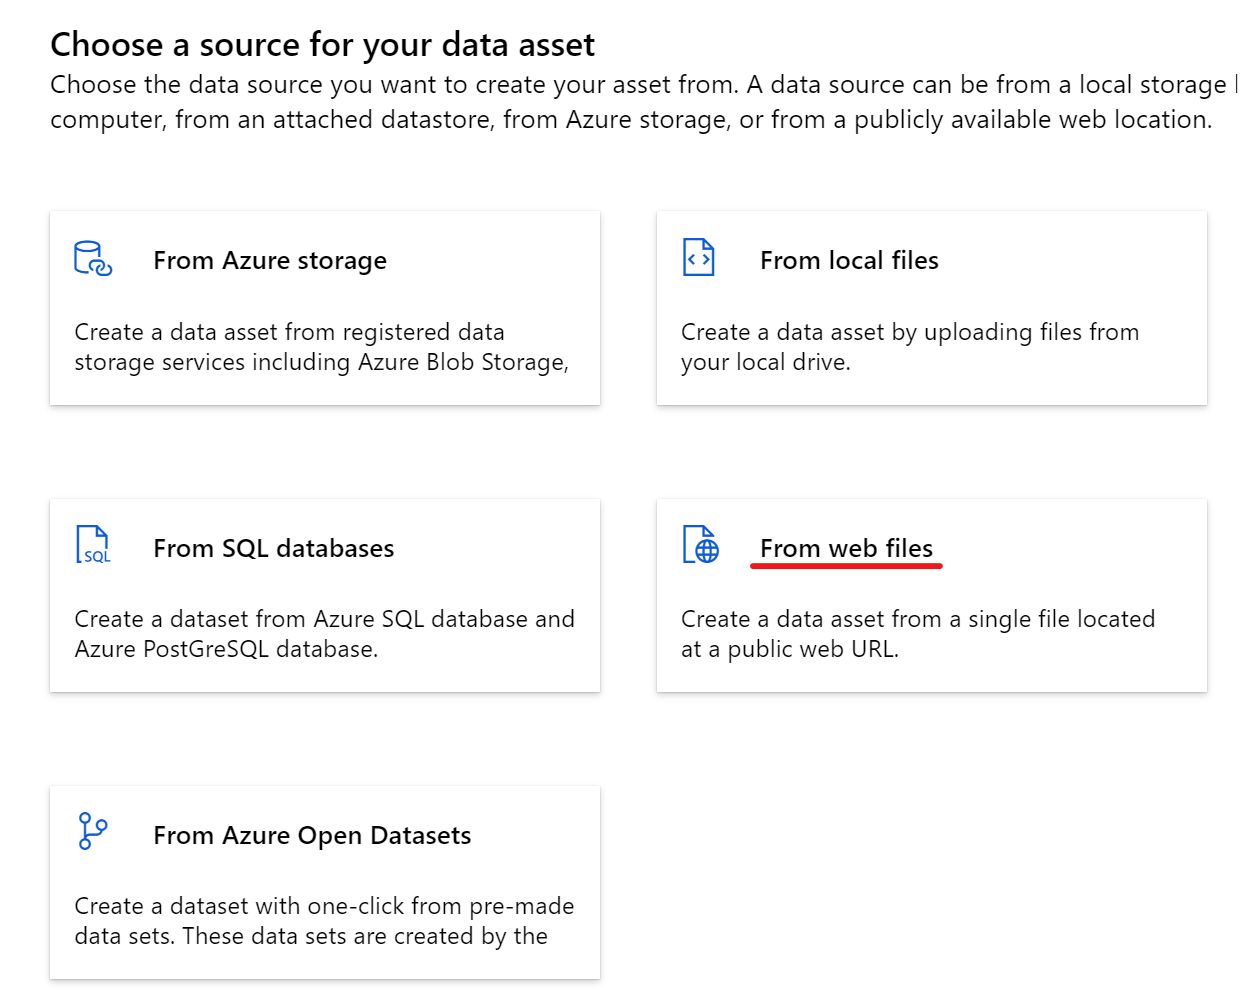 Choose a source for your data asset
Choose the data source you want to create your asset from. A data source can be from a local storage
computer, from an attached datastore, from Azure storage, or from a publicly available web location.
From Azure storage
Create a data asset from registered data
storage services including Azure Blob Storage,
From local files
Create a data asset by uploading files from
your local drive.
From SQL databases
SQL
Create a dataset from Azure SQL database and
Azure PostGreSQL database.
From web files
Create a data asset from a single file located
at a public web URL.
From Azure Open Datasets
Create a dataset with one-click from pre-made
data sets. These data sets are created by the